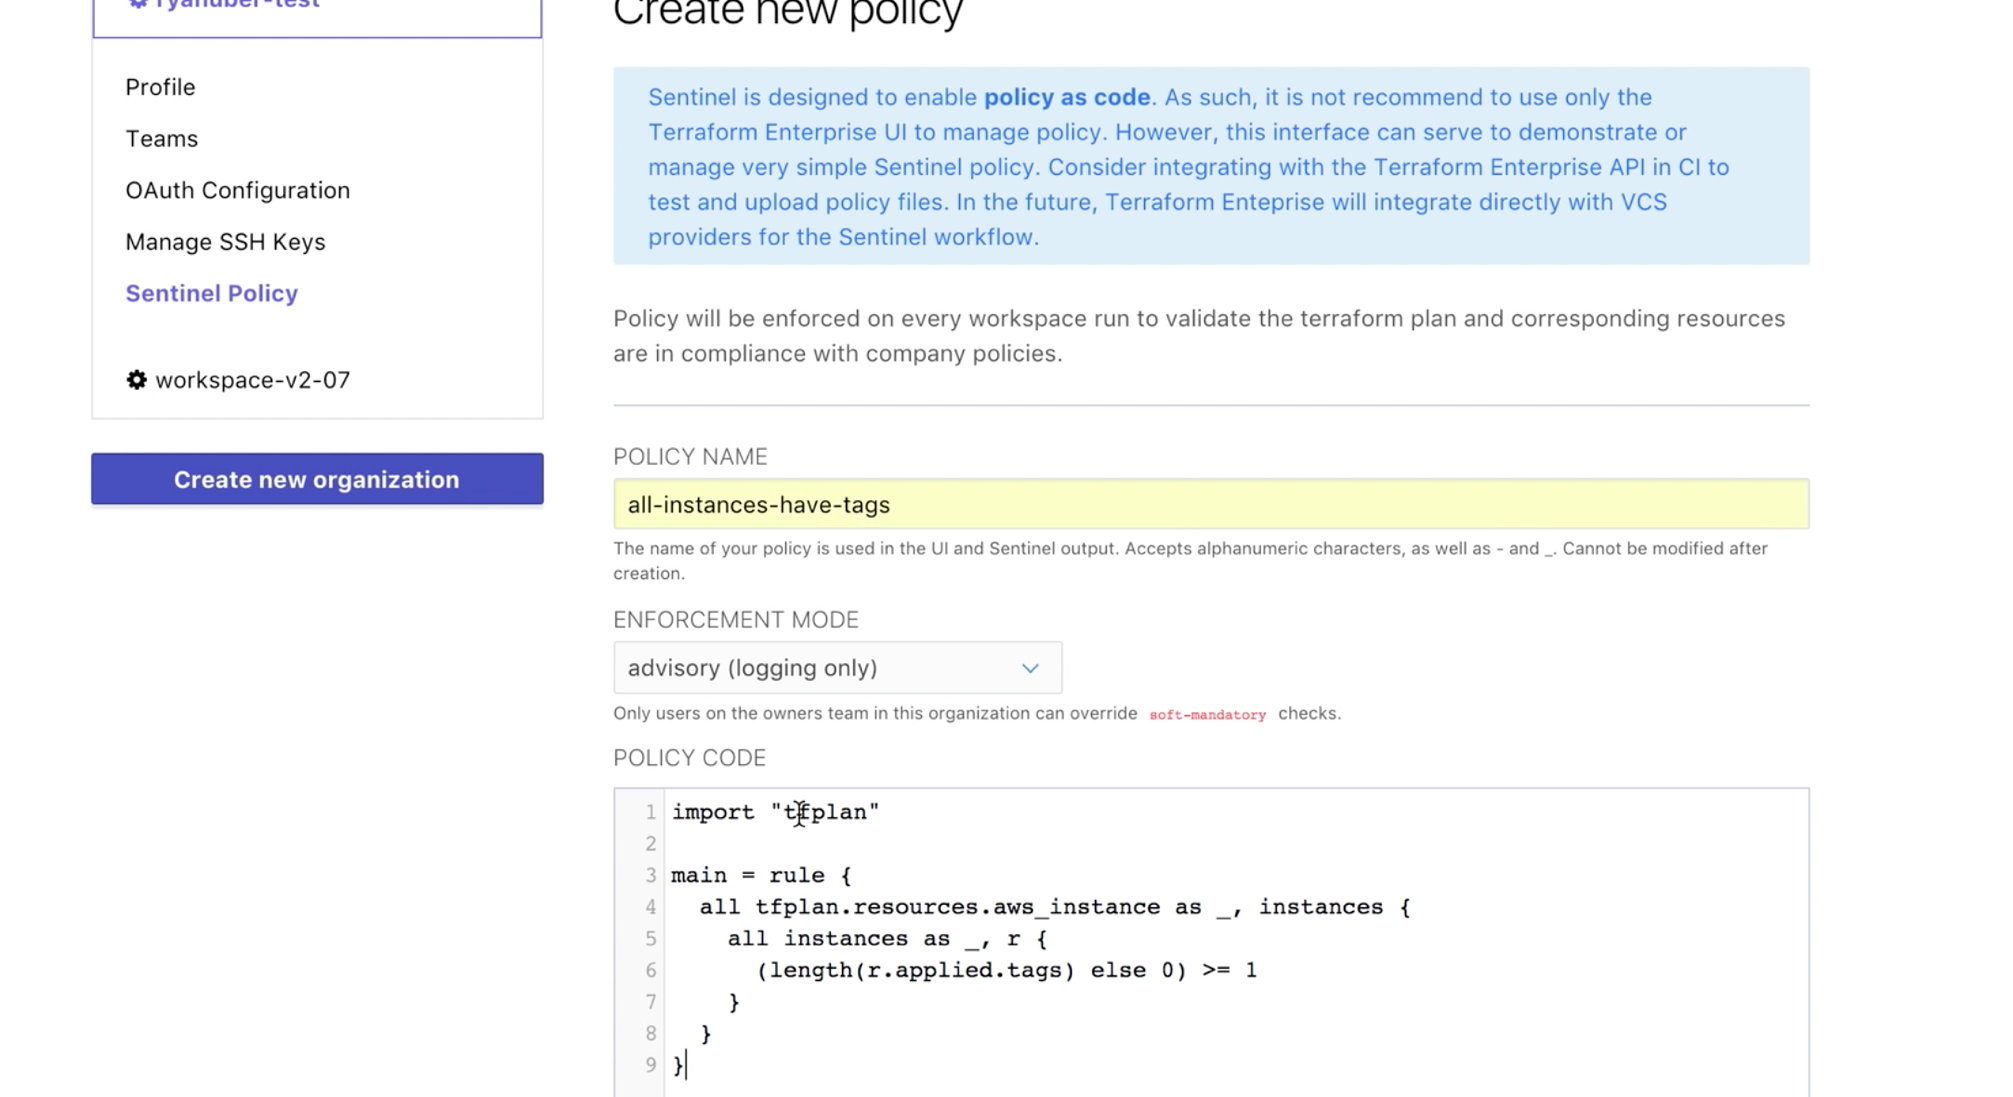 ryanuber-test
Profile
Teams
OAuth Configuration
Manage SSH Keys
Sentinel Policy
workspace-v2-07
Create new organization
Create new policy
Sentinel is designed to enable policy as code. As such, it is not recommend to use only the
Terraform Enterprise UI to manage policy. However, this interface can serve to demonstrate or
manage very simple Sentinel policy. Consider integrating with the Terraform Enterprise API in CI to
test and upload policy files. In the future, Terraform Enteprise will integrate directly with VCS
providers for the Sentinel workflow.
Policy will be enforced on every workspace run to validate the terraform plan and corresponding resources
are in compliance with company policies.
POLICY NAME
all-instances-have-tags
The name of your policy is used in the UI and Sentinel output. Accepts alphanumeric characters, as well as - and _. Cannot be modified after
creation.
ENFORCEMENT MODE
advisory (logging only)
Only users on the owners team in this organization can override soft-mandatory checks.
POLICY CODE
1 import "tfplan"
2
3 main = rule {
4 all tfplan.resources.aws_instance as _, instances {
5 all instances as _, r {
6 (length(r.applied.tags) else 0) >= 1
7 }
8 }
9 }